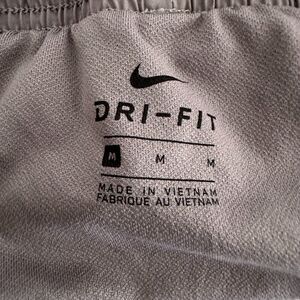 DRI-FIT
M M M
MADE IN VIETNAM
FABRIQUE AU VIETNAM